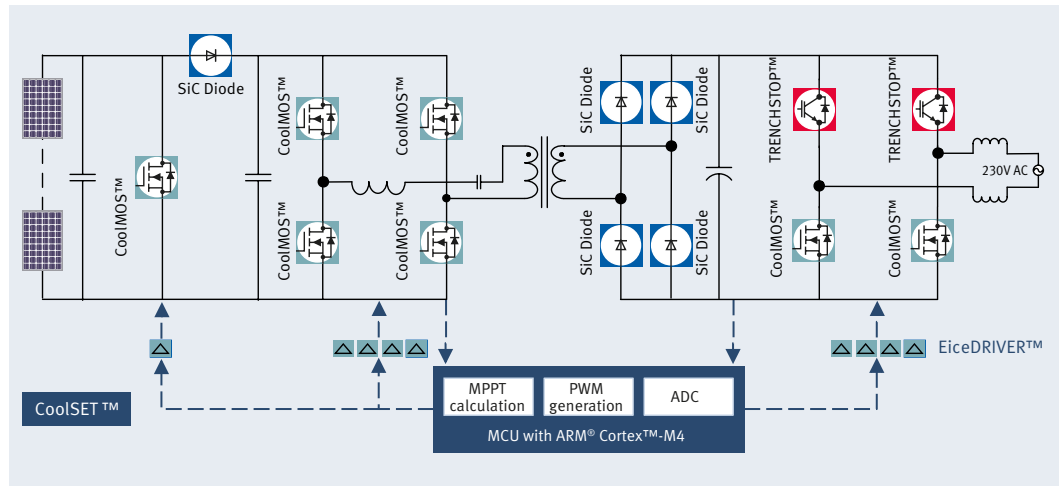 SiC Diode
CoolMOS™
CoolMOS™
CoolMOS™
CoolMOS™
CoolMOS™
SiC Diode
SiC Diode
SiC Diode
SiC Diode
TRENCHSTOP™
TRENCHSTOP™
CoolMOS™
CoolMOS™
230V AC
EiceDRIVER™
CoolSET™
MPPT
calculation
PWM
generation
ADC
MCU with ARM® Cortex™-M4